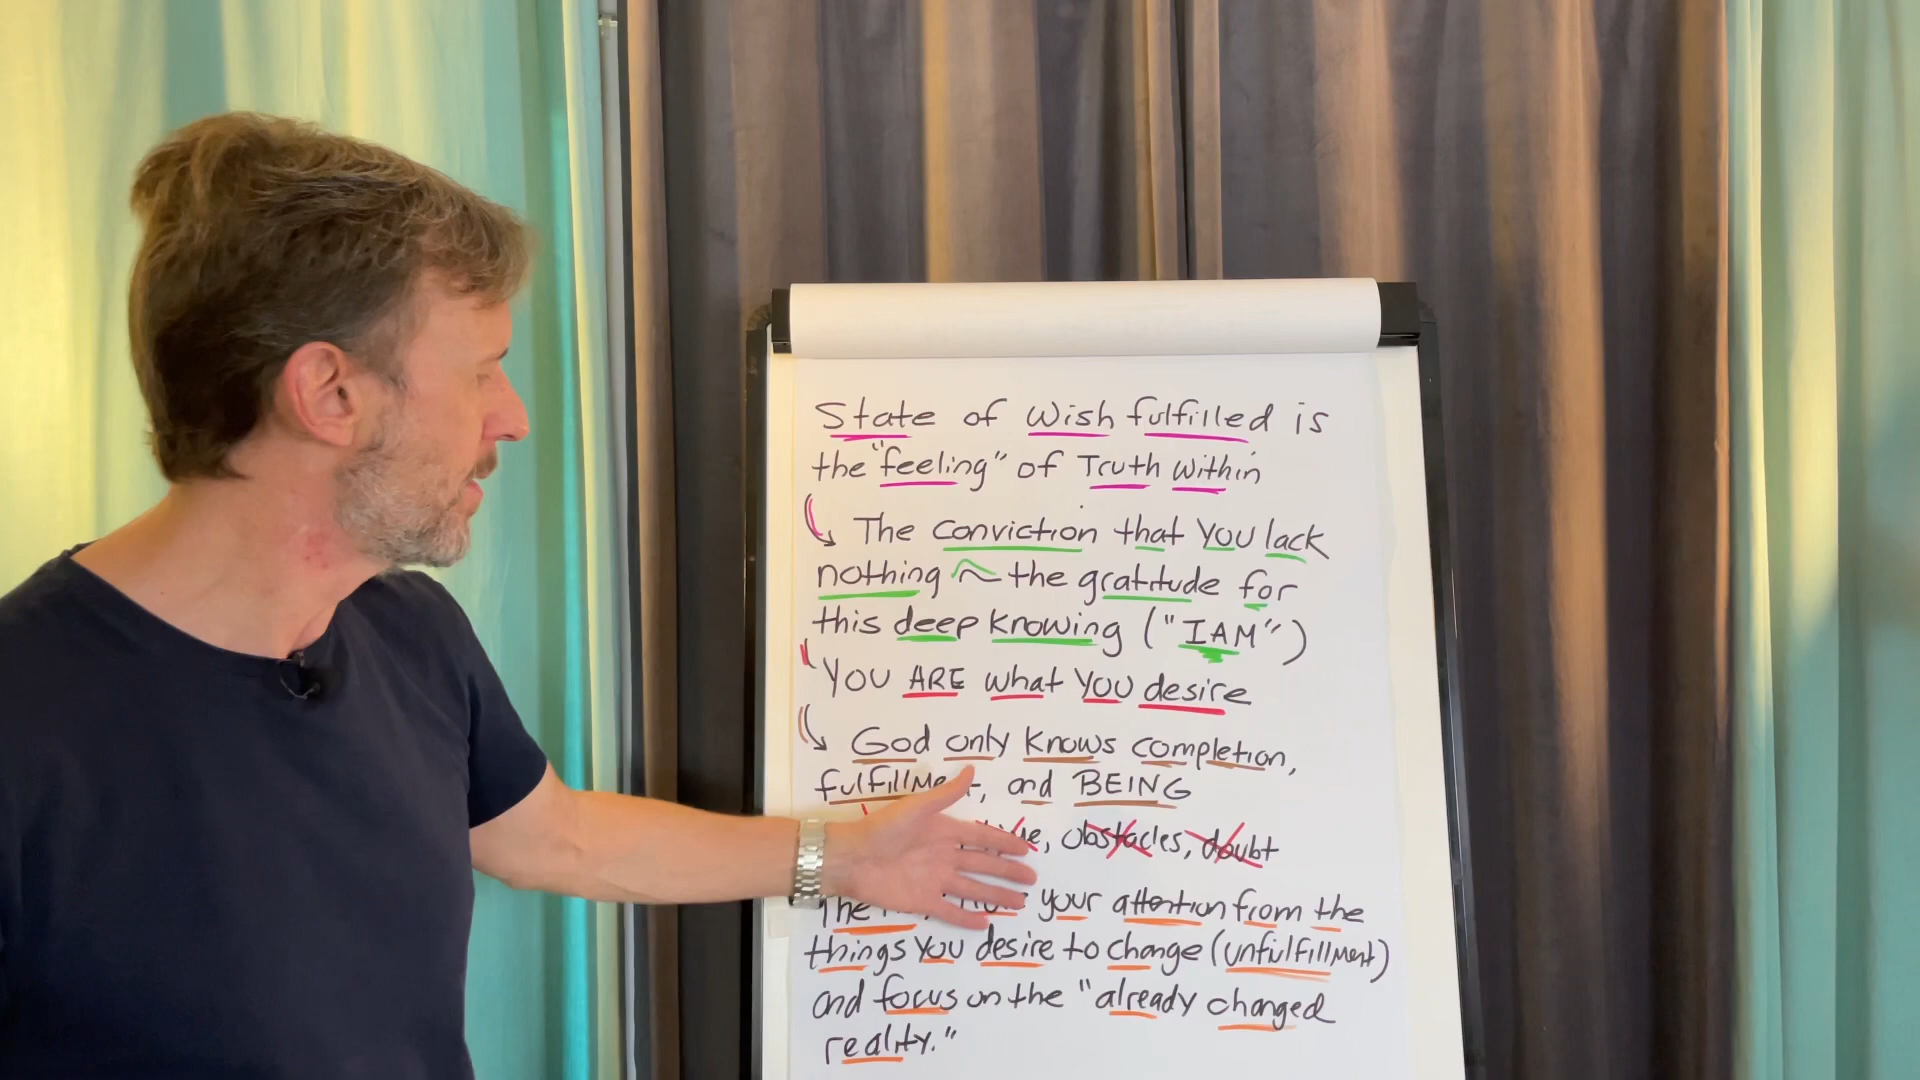 State of Wish fulfilled is
the "feeling" of Truth within
The conviction that you lack
nothing ~ the gratitude for
this deep knowing ("I AM")
You ARE what you desire
God only knows completion,
and BEING
obstacles, doubt
your attention from the
things you desire to change (unfulfillment)
and focus on the "already changed
reality."